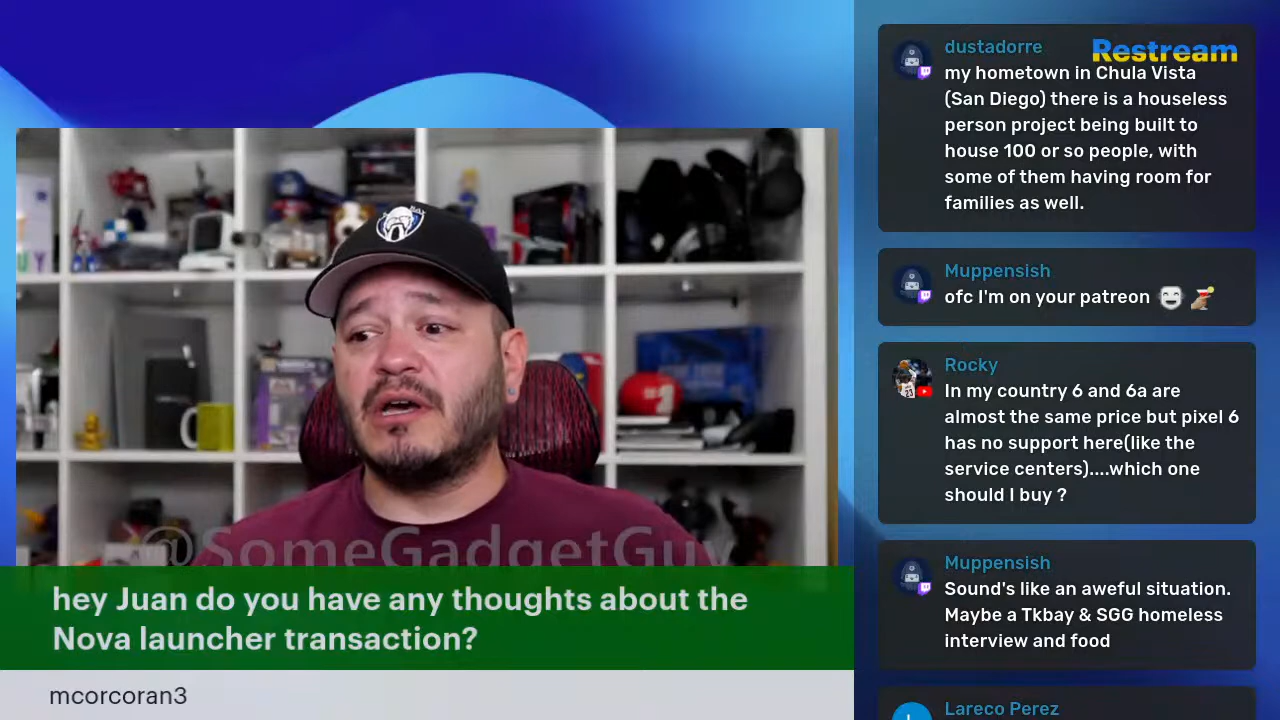 dustadorre
Restream
my hometown in Chula Vista
(San Diego) there is a houseless
person project being built to
house 100 or so people, with
some of them having room for
families as well.
Muppensish
ofc I'm on your patreon
Rocky
In my country 6 and 6a are
almost the same price but pixel 6
has no support here(like the
service centers)....which one
should I buy ?
Muppensish
Sound's like an aweful situation.
Maybe a Tkbay & SGG homeless
interview and food
Lareco Perez
@SomeGadgetGuy
hey Juan do you have any thoughts about the
Nova launcher transaction?
mcorcoran3